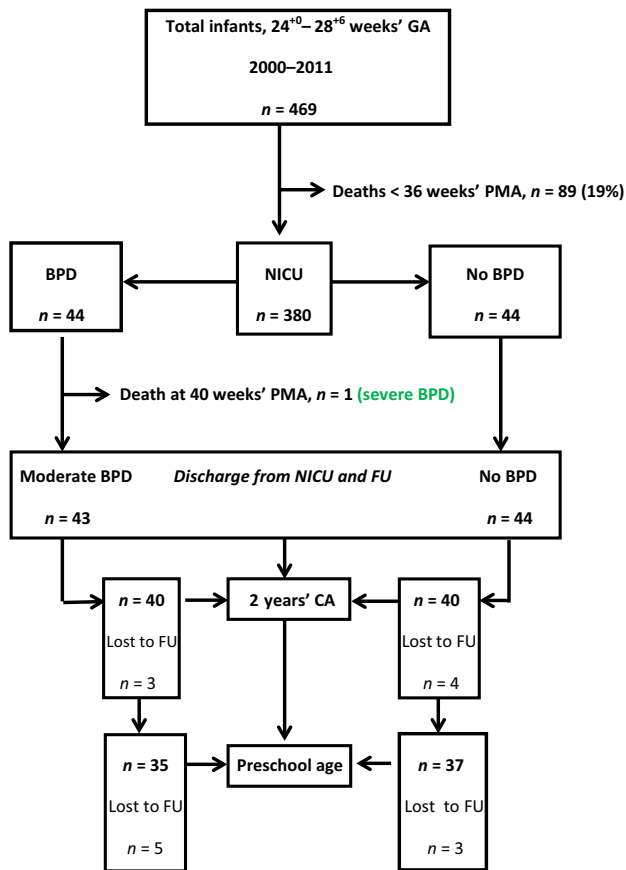 Total infants, 24+0– 28+6 weeks' GA
2000–2011
n = 469
Deaths < 36 weeks' PMA, n = 89 (19%)
BPD
n = 44
NICU
n = 380
No BPD
n = 44
Death at 40 weeks' PMA, n = 1 (severe BPD)
Moderate BPD Discharge from NICU and FU No BPD
n = 43 n = 44
n = 40
Lost to FU
n = 3
2 years' CA
n = 40
Lost to FU
n = 4
n = 35
Lost to FU
n = 5
Preschool age
n = 37
Lost to FU
n = 3